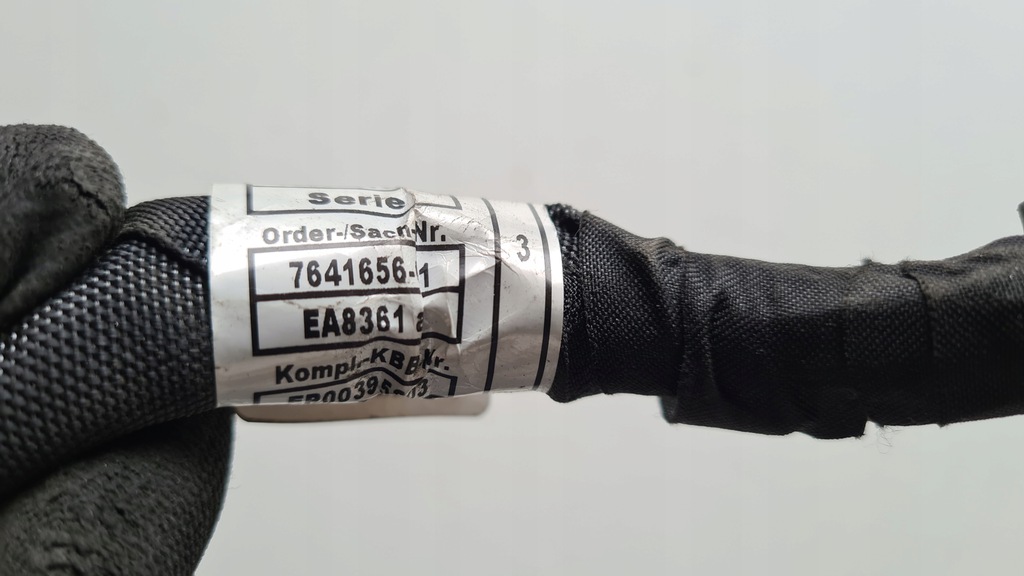 Serie
Order-/Sach-Nr.
7641656-1
EA8361 a
3
Kompl.-KBB-Nr.